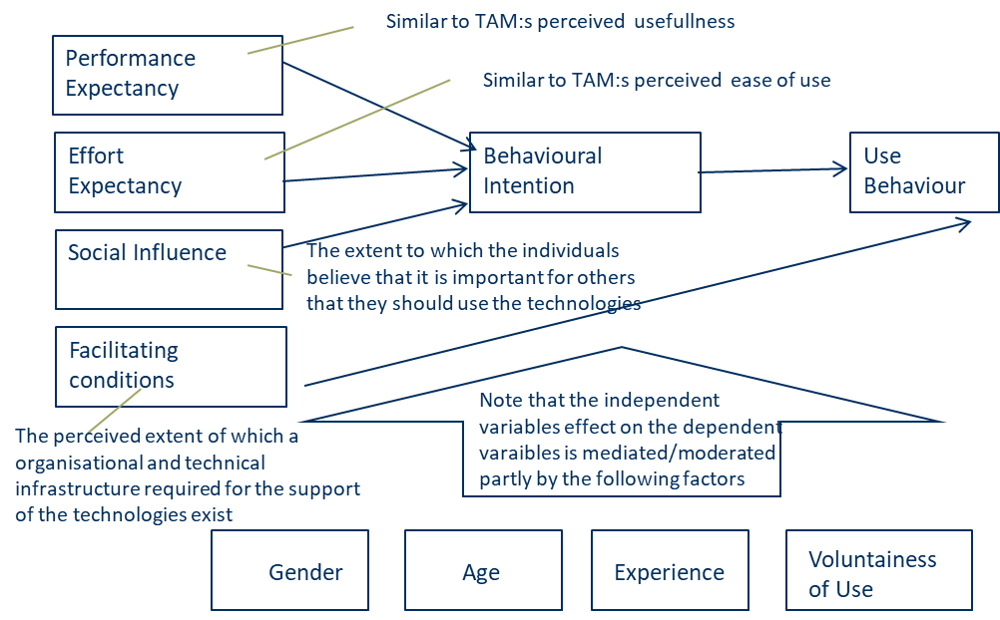 Similar to TAM:s perceived usefullness
Performance
Expectancy
Similar to TAM:s perceived ease of use
Effort
Expectancy
Behavioural
Intention
Use
Behaviour
Social Influence
The extent to which the individuals
believe that it is important for others
that they should use the technologies
Facilitating
conditions
The perceived extent of which a
organisational and technical
infrastructure required for the support
of the technologies exist
Note that the independent
variables effect on the dependent
varaibles is mediated/moderated
partly by the following factors
Gender
Age
Experience
Voluntainess
of Use